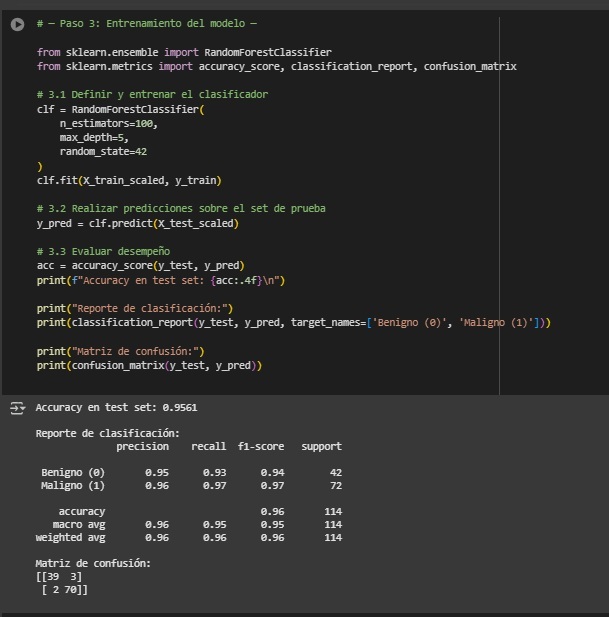 # — Paso 3: Entrenamiento del modelo —
from sklearn.ensemble import RandomForestClassifier
from sklearn.metrics import accuracy_score, classification_report, confusion_matrix
# 3.1 Definir y entrenar el clasificador
clf = RandomForestClassifier(
    n_estimators=100,
    max_depth=5,
    random_state=42
)
clf.fit(X_train_scaled, y_train)
# 3.2 Realizar predicciones sobre el set de prueba
y_pred = clf.predict(X_test_scaled)
# 3.3 Evaluar desempeño
acc = accuracy_score(y_test, y_pred)
print(f"Accuracy en test set: {acc:.4f}\n")
print("Reporte de clasificación:")
print(classification_report(y_test, y_pred, target_names=['Benigno (0)', 'Maligno (1)']))
print("Matriz de confusión:")
print(confusion_matrix(y_test, y_pred))
Accuracy en test set: 0.9561
Reporte de clasificación:
precision recall f1-score support
Benigno (0) 0.95 0.93 0.94 42
Maligno (1) 0.96 0.97 0.97 72
accuracy 0.96 114
macro avg 0.96 0.95 0.95 114
weighted avg 0.96 0.96 0.96 114
Matriz de confusión:
[[39  3]
 [ 2 70]]